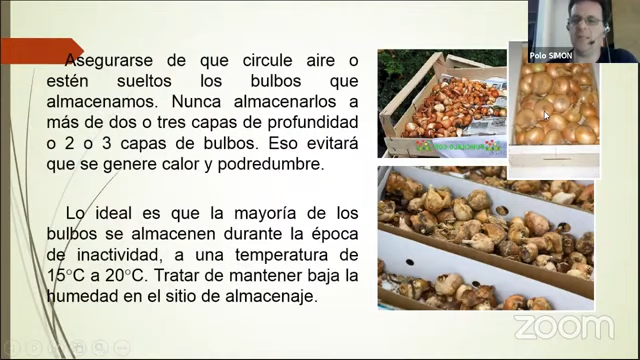 Asegurarse de que circule aire o
estén sueltos los bulbos que
almacenamos. Nunca almacenarlos a
más de dos o tres capas de profundidad
o 2 o 3 capas de bulbos. Eso evitará
que se genere calor y podredumbre.
Lo ideal es que la mayoría de los
bulbos se almacenen durante la época
de inactividad, a una temperatura de
15°C a 20°C. Tratar de mantener baja la
humedad en el sitio de almacenaje.
Polo SIMON
zoom